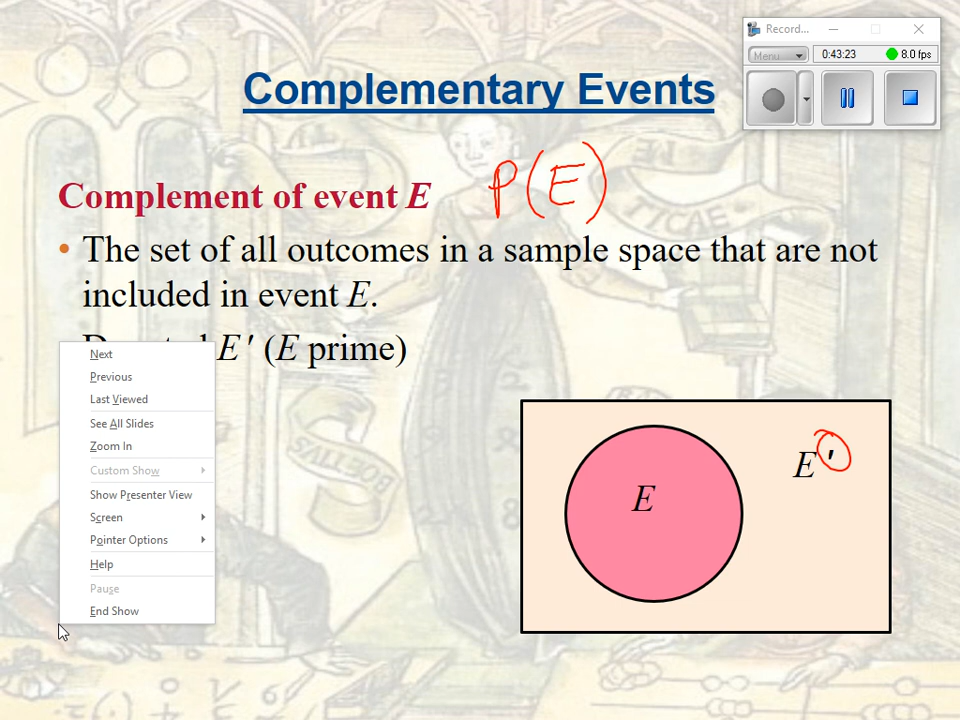 Complementary Events
Record...
Menu
0:43:23
8.0 fps
Complement of event E
P(E)
• The set of all outcomes in a sample space that are not
included in event E.
E′ (E prime)
Next
Previous
Last Viewed
See All Slides
Zoom In
Custom Show
Show Presenter View
Screen
Pointer Options
Help
Pause
End Show
E
E′